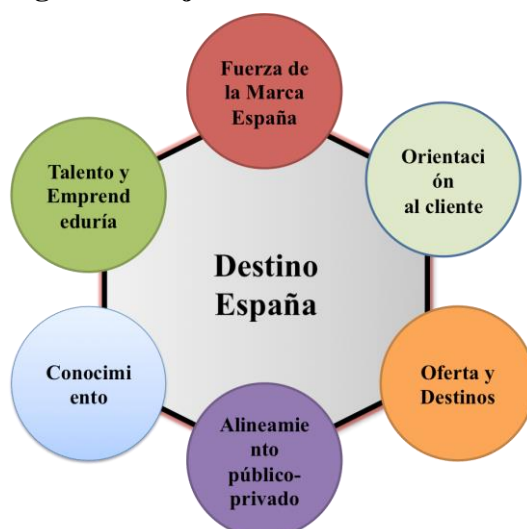 Fuerza de
la Marca
España
Orientaci
ón
al cliente
Oferta y
Destinos
Alineamie
nto
público-
privado
Conocimi
ento
Talento y
Emprend
eduría
Destino
España